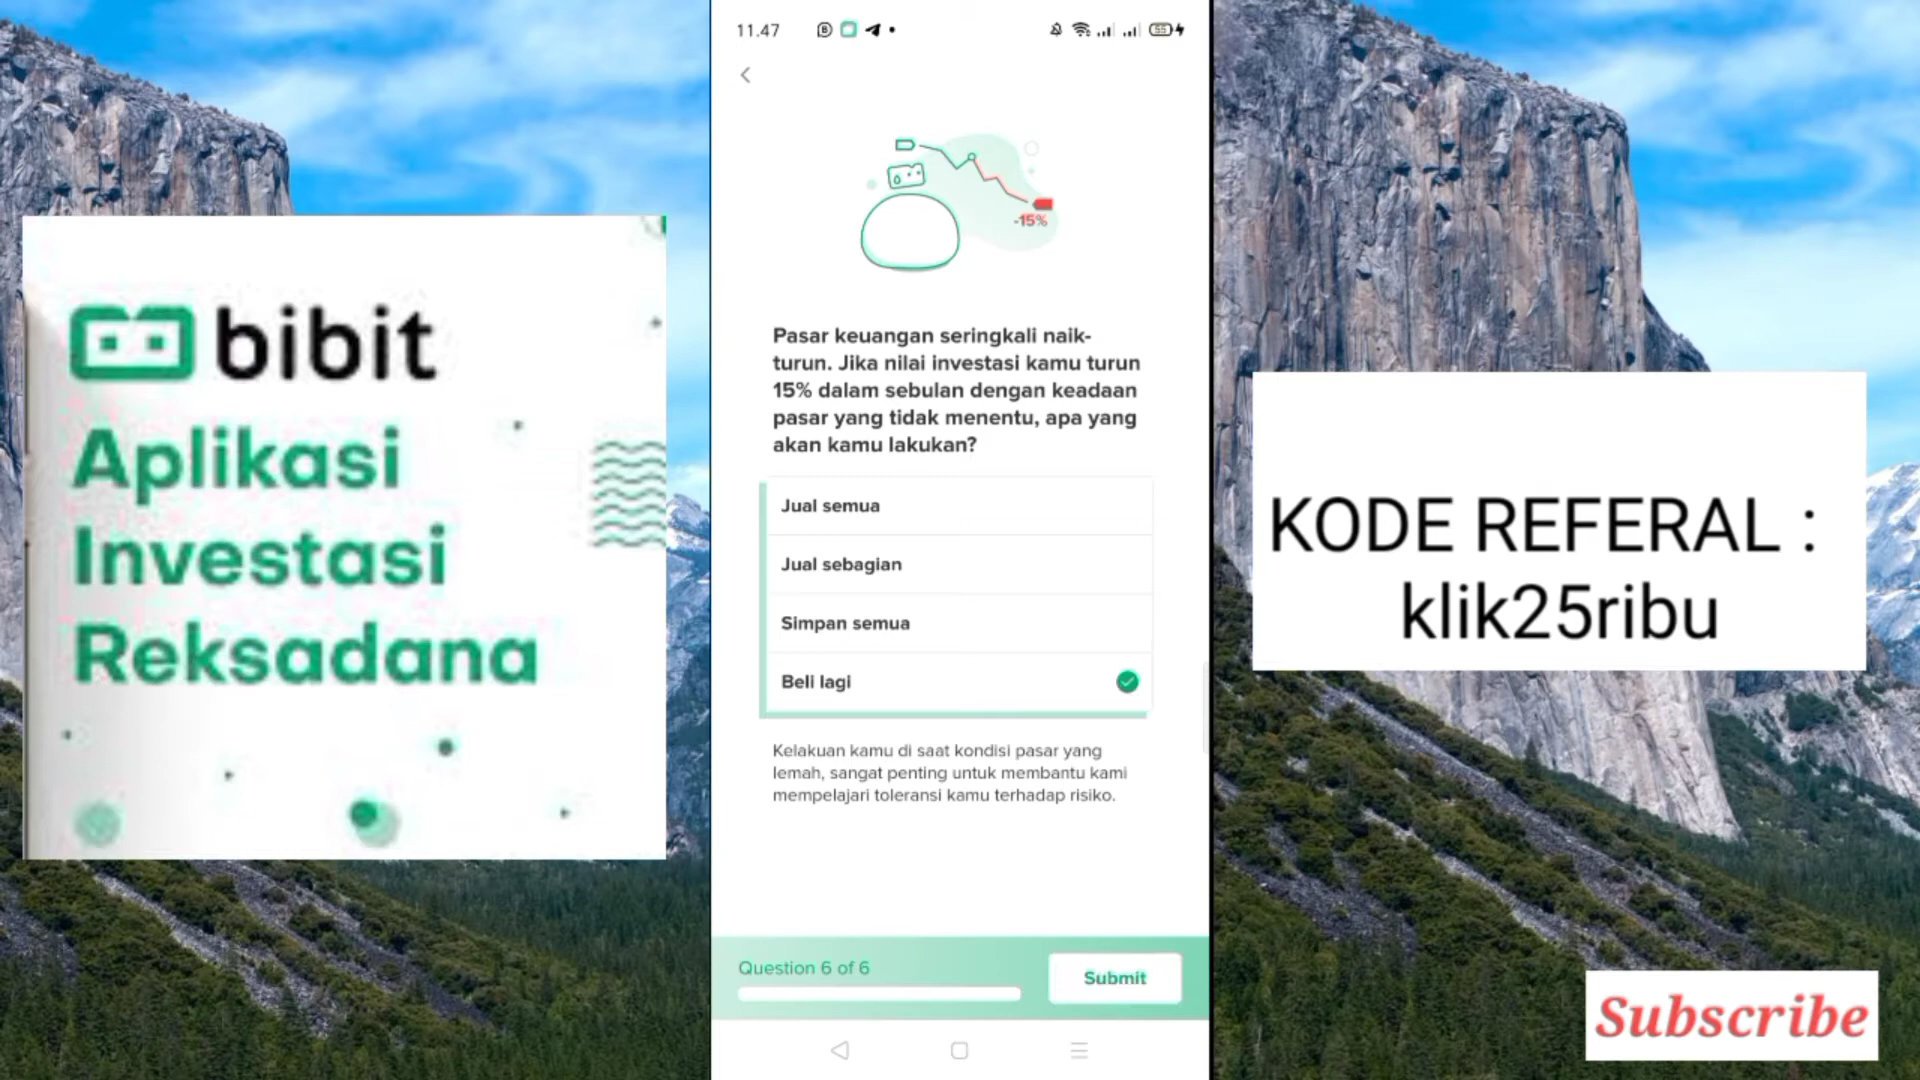 bibit
Aplikasi
Investasi
Reksadana
11.47
55
-15%
Pasar keuangan seringkali naik-
turun. Jika nilai investasi kamu turun
15% dalam sebulan dengan keadaan
pasar yang tidak menentu, apa yang
akan kamu lakukan?
Jual semua
Jual sebagian
Simpan semua
Beli lagi
Kelakuan kamu di saat kondisi pasar yang
lemah, sangat penting untuk membantu kami
mempelajari toleransi kamu terhadap risiko.
Question 6 of 6
Submit
KODE REFERAL :
klik25ribu
Subscribe